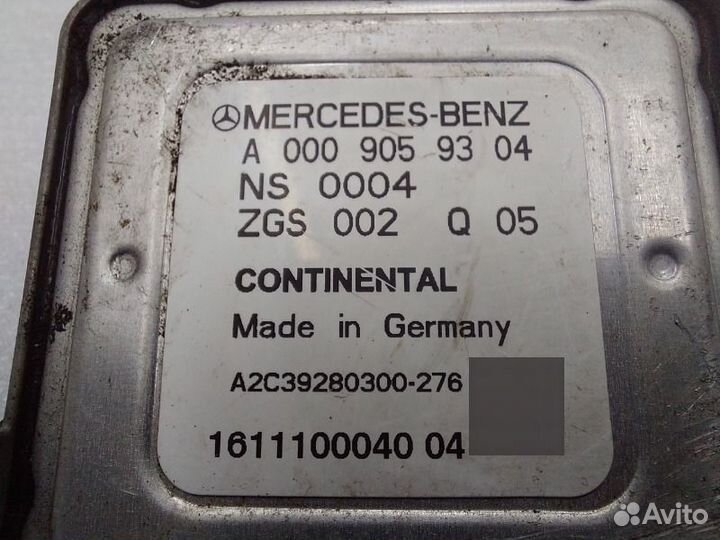 MERCEDES-BENZ
A 000 905 93 04
NS 0004
ZGS 002 Q 05
CONTINENTAL
Made in Germany
A2C39280300-276
1611100040 04
Avito